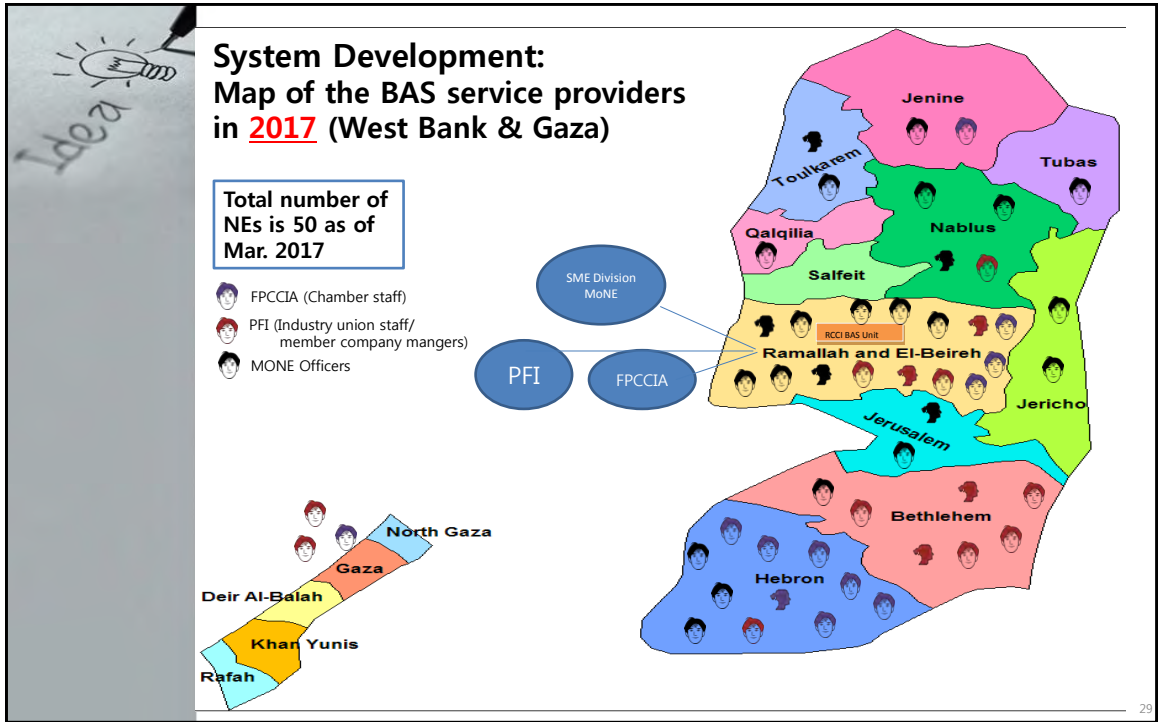 Idea
System Development:
Map of the BAS service providers
in 2017 (West Bank & Gaza)
Total number of
NEs is 50 as of
Mar. 2017
FPCCIA (Chamber staff)
PFI (Industry union staff/
member company mangers)
MONE Officers
SME Division
MoNE
PFI
FPCCIA
Jenine
Toulkarem
Tubas
Qalqilia
Nablus
Salfeit
RCCI BAS Unit
Ramallah and El-Beireh
Jericho
Jerusalem
Bethlehem
Hebron
North Gaza
Gaza
Deir Al-Balah
Khan Yunis
Rafah
29